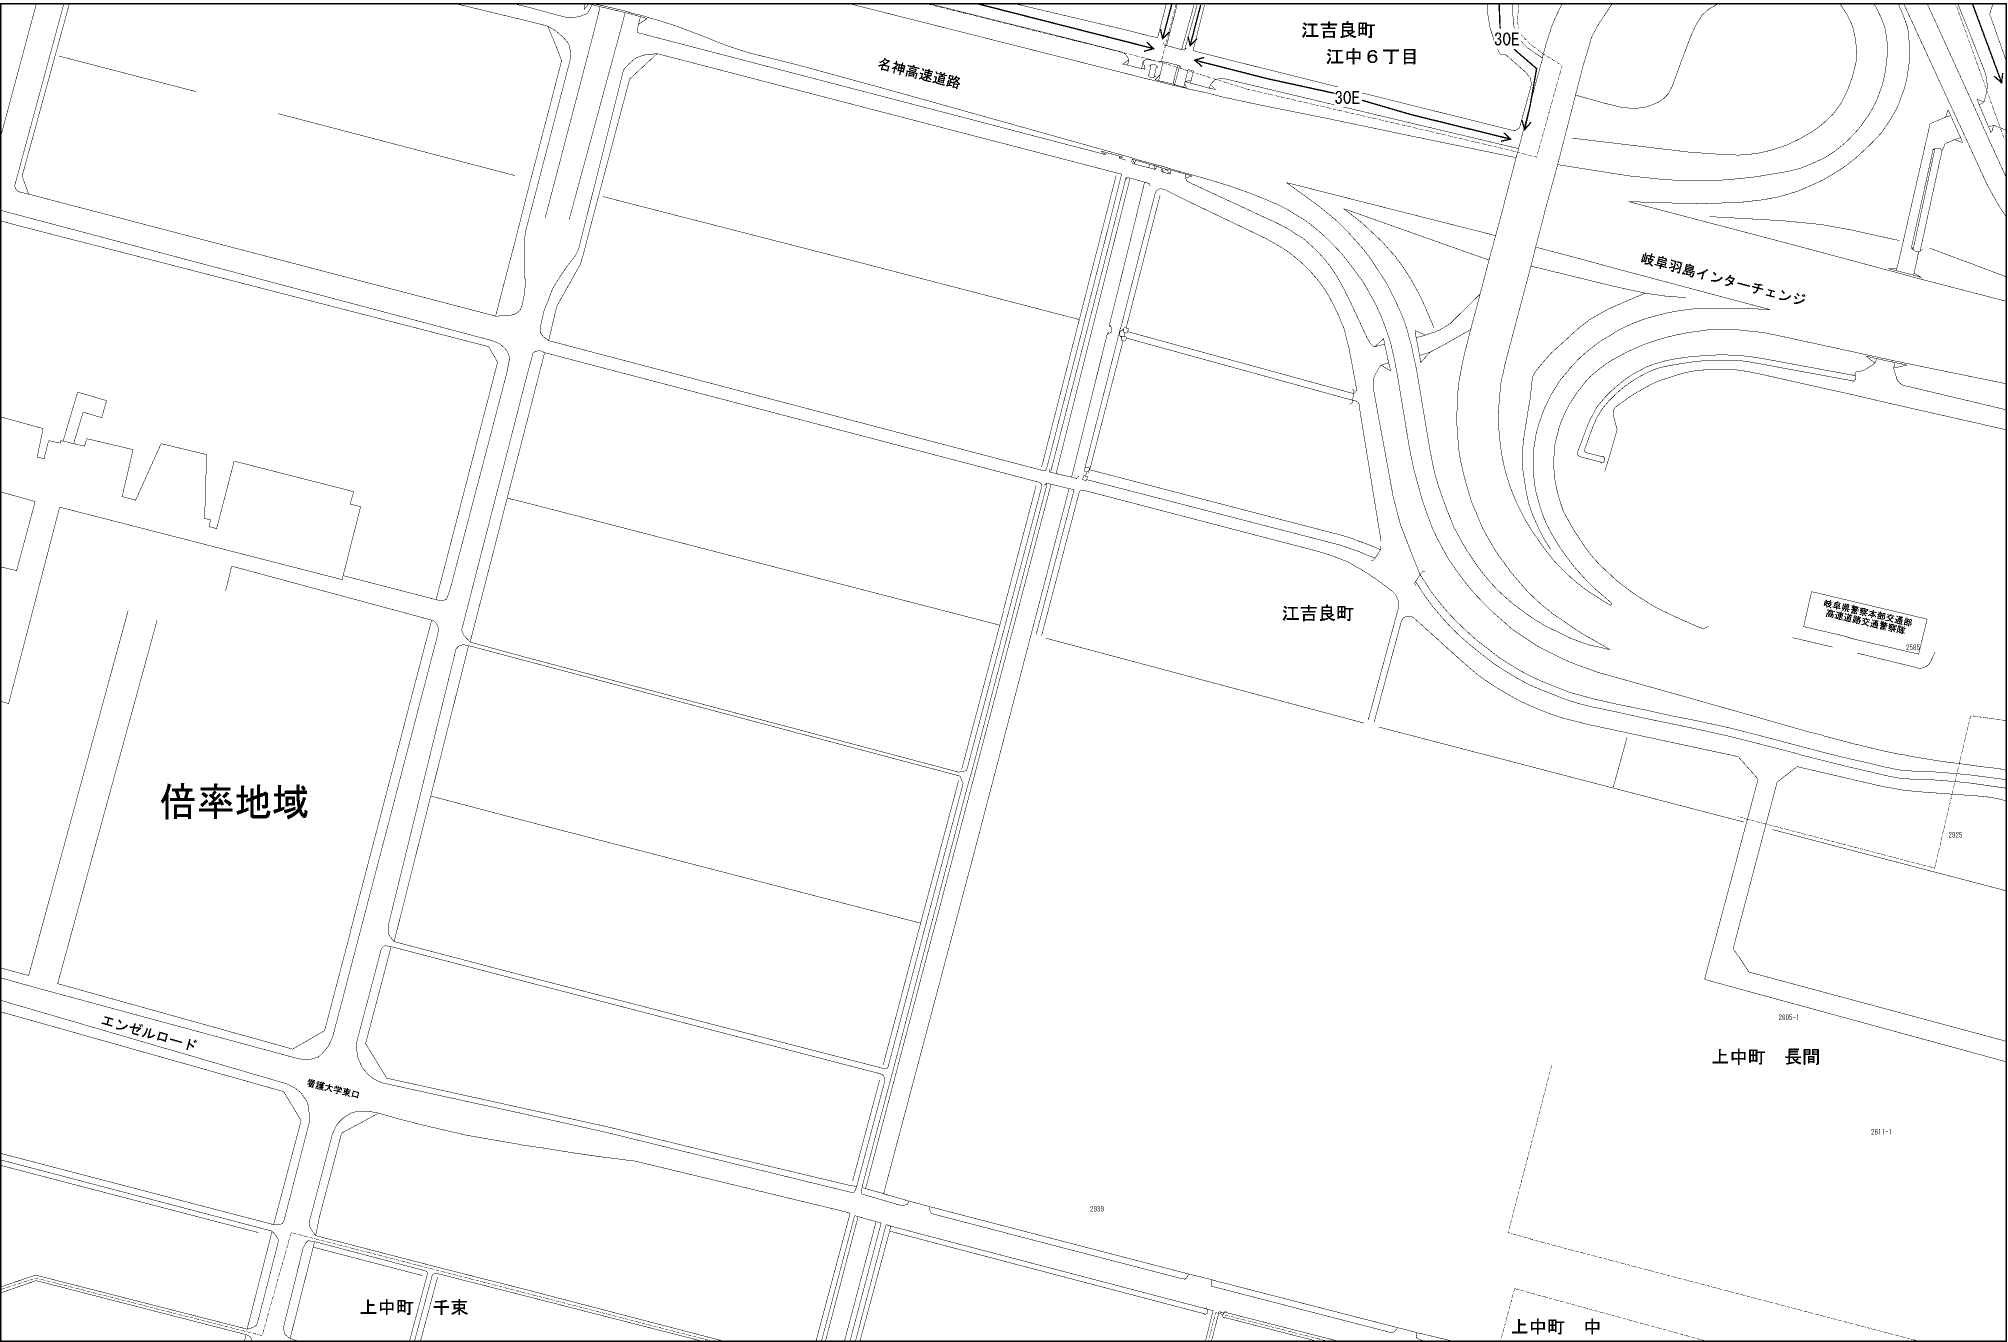 江吉良町
江中６丁目
30E
30E
名神高速道路
岐阜羽島インターチェンジ
江吉良町
岐阜県警察本部交通部
高速道路交通警察隊
2585
倍率地域
2925
2605-1
エンゼルロード
上中町　長間
看護大学東口
2611-1
2939
上中町　千束
上中町　中